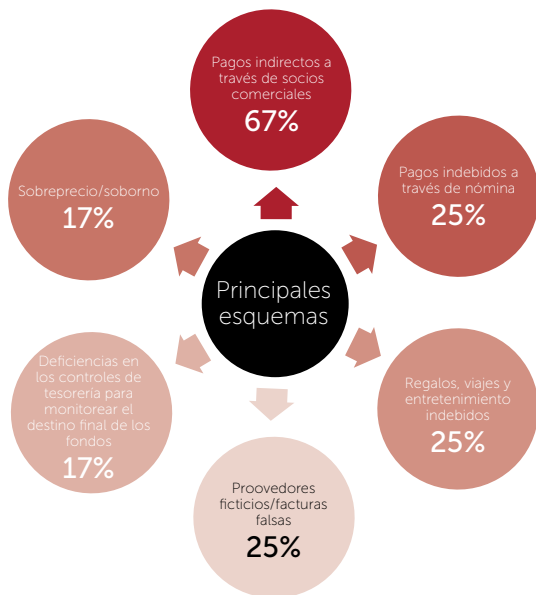 Pagos indirectos a
través de socios
comerciales
67%
Pagos indebidos a
través de nómina
25%
Regalos, viajes y
entretenimiento
indebidos
25%
Proovedores
ficticios/facturas
falsas
25%
Deficiencias en
los controles de
tesorería para
monitorear el
destino final de los
fondos
17%
Sobreprecio/soborno
17%
Principales
esquemas